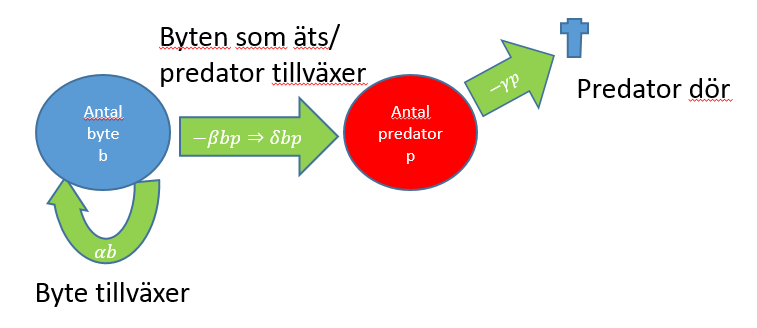 Byten som äts/
predator tillväxer
Predator dör
Antal
byte
b
−βbp ⇒ δbp
Antal
predator
p
−γp
αb
Byte tillväxer